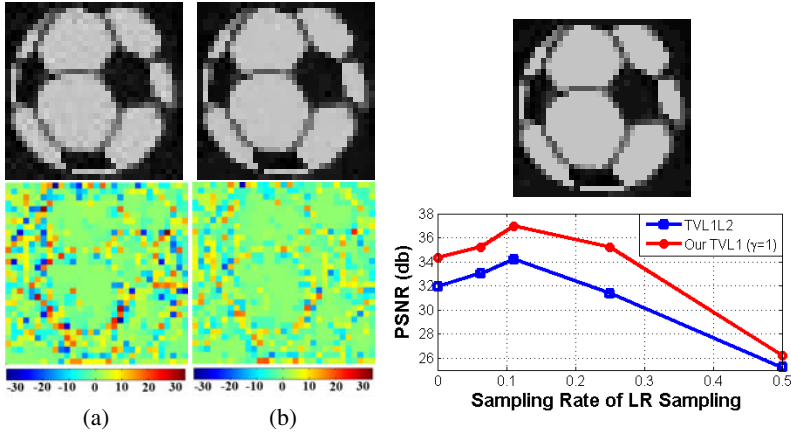 -30 -20 -10 0 10 20 30
-30 -20 -10 0 10 20 30
(a)
(b)
38
36
34
32
30
28
26
PSNR (db)
TVL1L2
Our TVL1 (γ=1)
0 0.1 0.2 0.3 0.4 0.5
Sampling Rate of LR Sampling